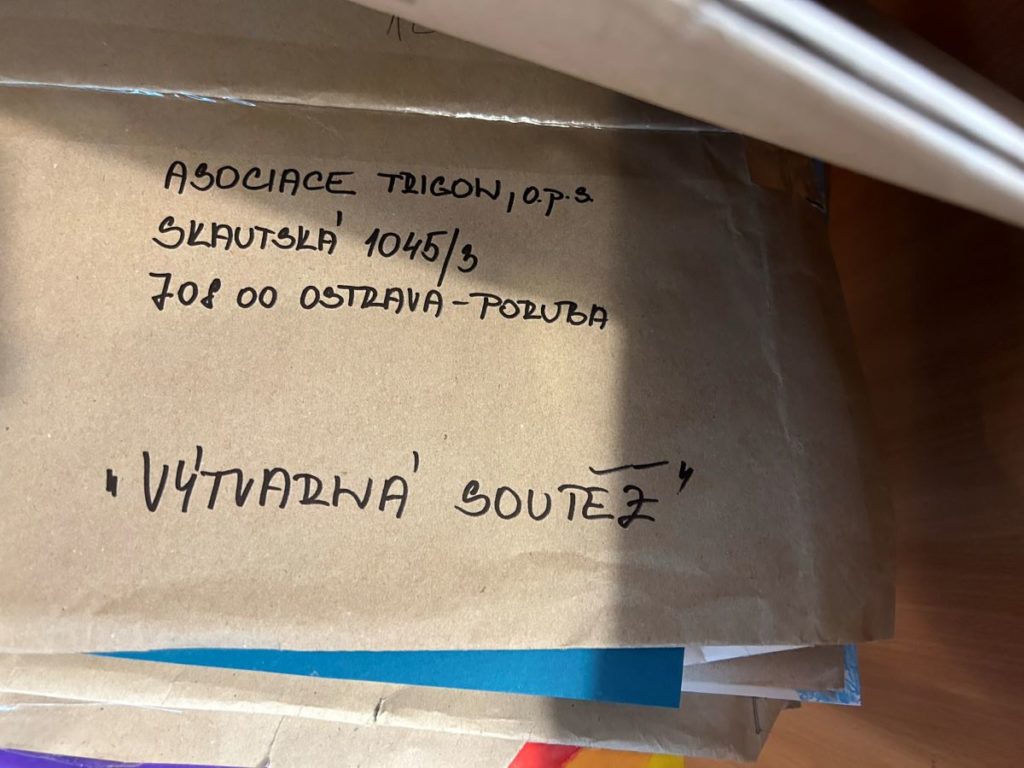 ASOCIACE TRIGON, o.p.s.
SKAUTSKÁ 1045/3
708 00 OSTRAVA-PORUBA
"VÝTVARNÁ SOUTĚŽ"